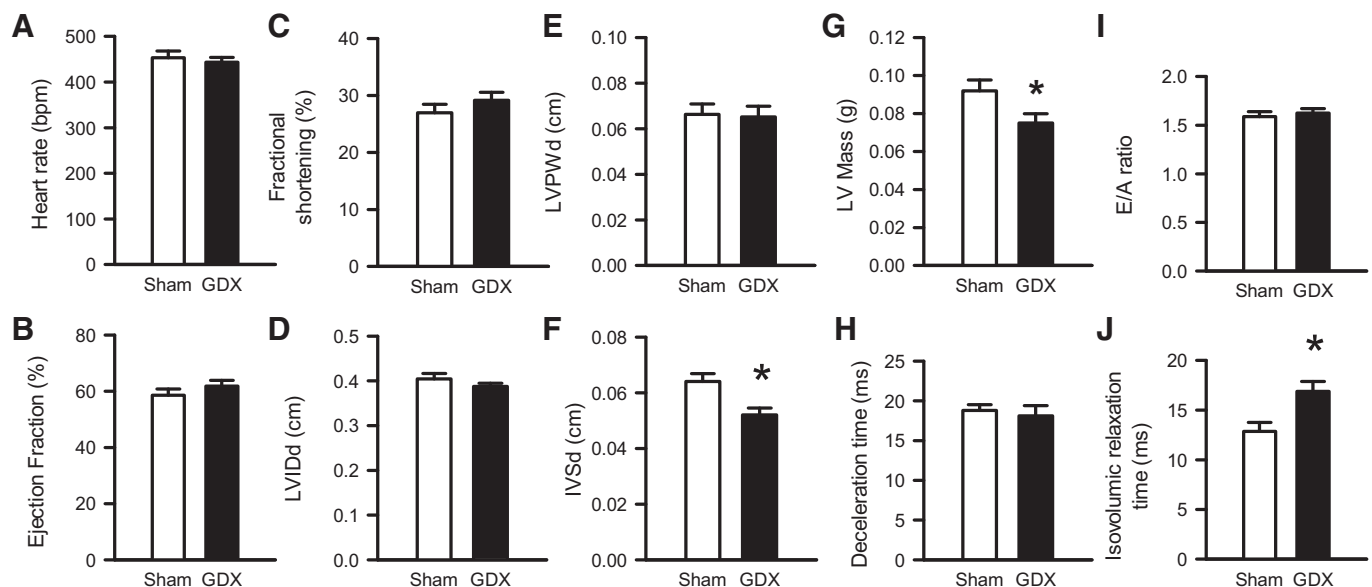 A
Heart rate (bpm)
500
400
300
200
100
0
Sham GDX
C
Fractional
shortening (%)
40
30
20
10
0
Sham GDX
E
LVPWd (cm)
0.10
0.08
0.06
0.04
0.02
0.00
Sham GDX
G
LV Mass (g)
0.12
0.10
0.08
0.06
0.04
0.02
0.00
*
Sham GDX
I
E/A ratio
2.0
1.5
1.0
0.5
0.0
Sham GDX
B
Ejection Fraction (%)
80
60
40
20
0
Sham GDX
D
LVIDd (cm)
0.5
0.4
0.3
0.2
0.1
0.0
Sham GDX
F
IVSd (cm)
0.08
0.06
0.04
0.02
0.00
*
Sham GDX
H
Deceleration time (ms)
25
20
15
10
5
0
Sham GDX
J
Isovolumic relaxation
time (ms)
20
15
10
5
0
*
Sham GDX